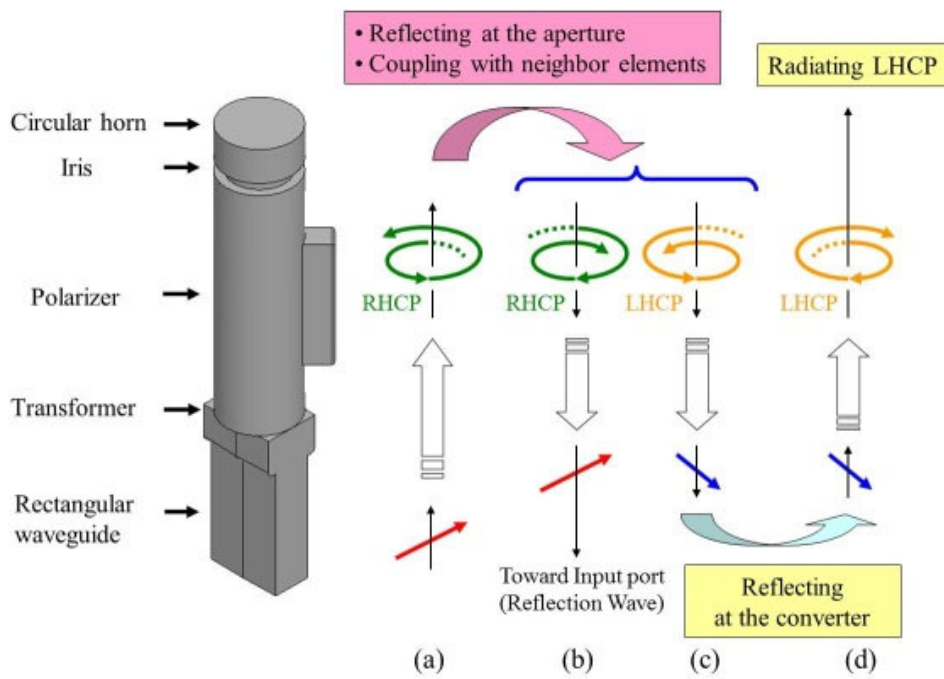 • Reflecting at the aperture
• Coupling with neighbor elements
Radiating LHCP
Circular horn
Iris
Polarizer
Transformer
Rectangular
waveguide
RHCP
RHCP
LHCP
LHCP
Toward Input port
(Reflection Wave)
Reflecting
at the converter
(a)
(b)
(c)
(d)